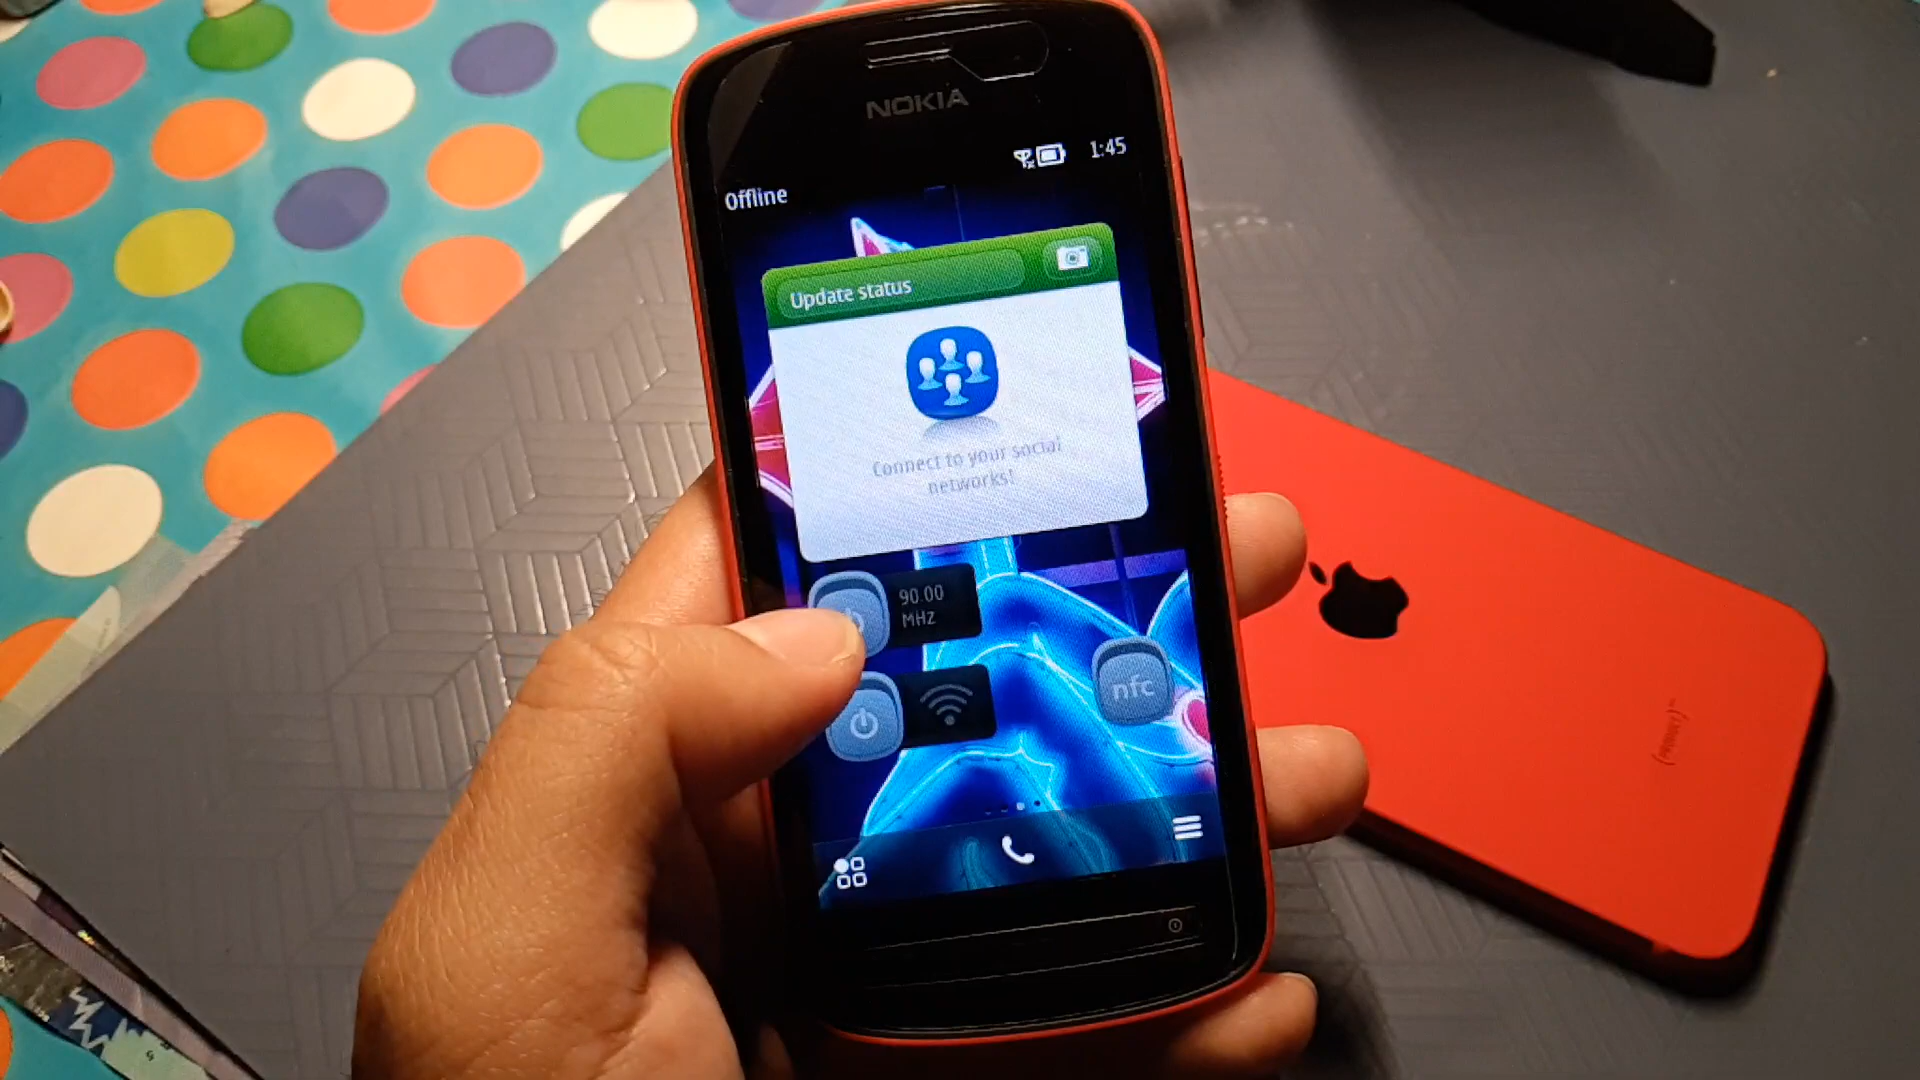 NOKIA
1:45
Offline
Update status
Connect to your social
networks!
90.00
MHz
nfc